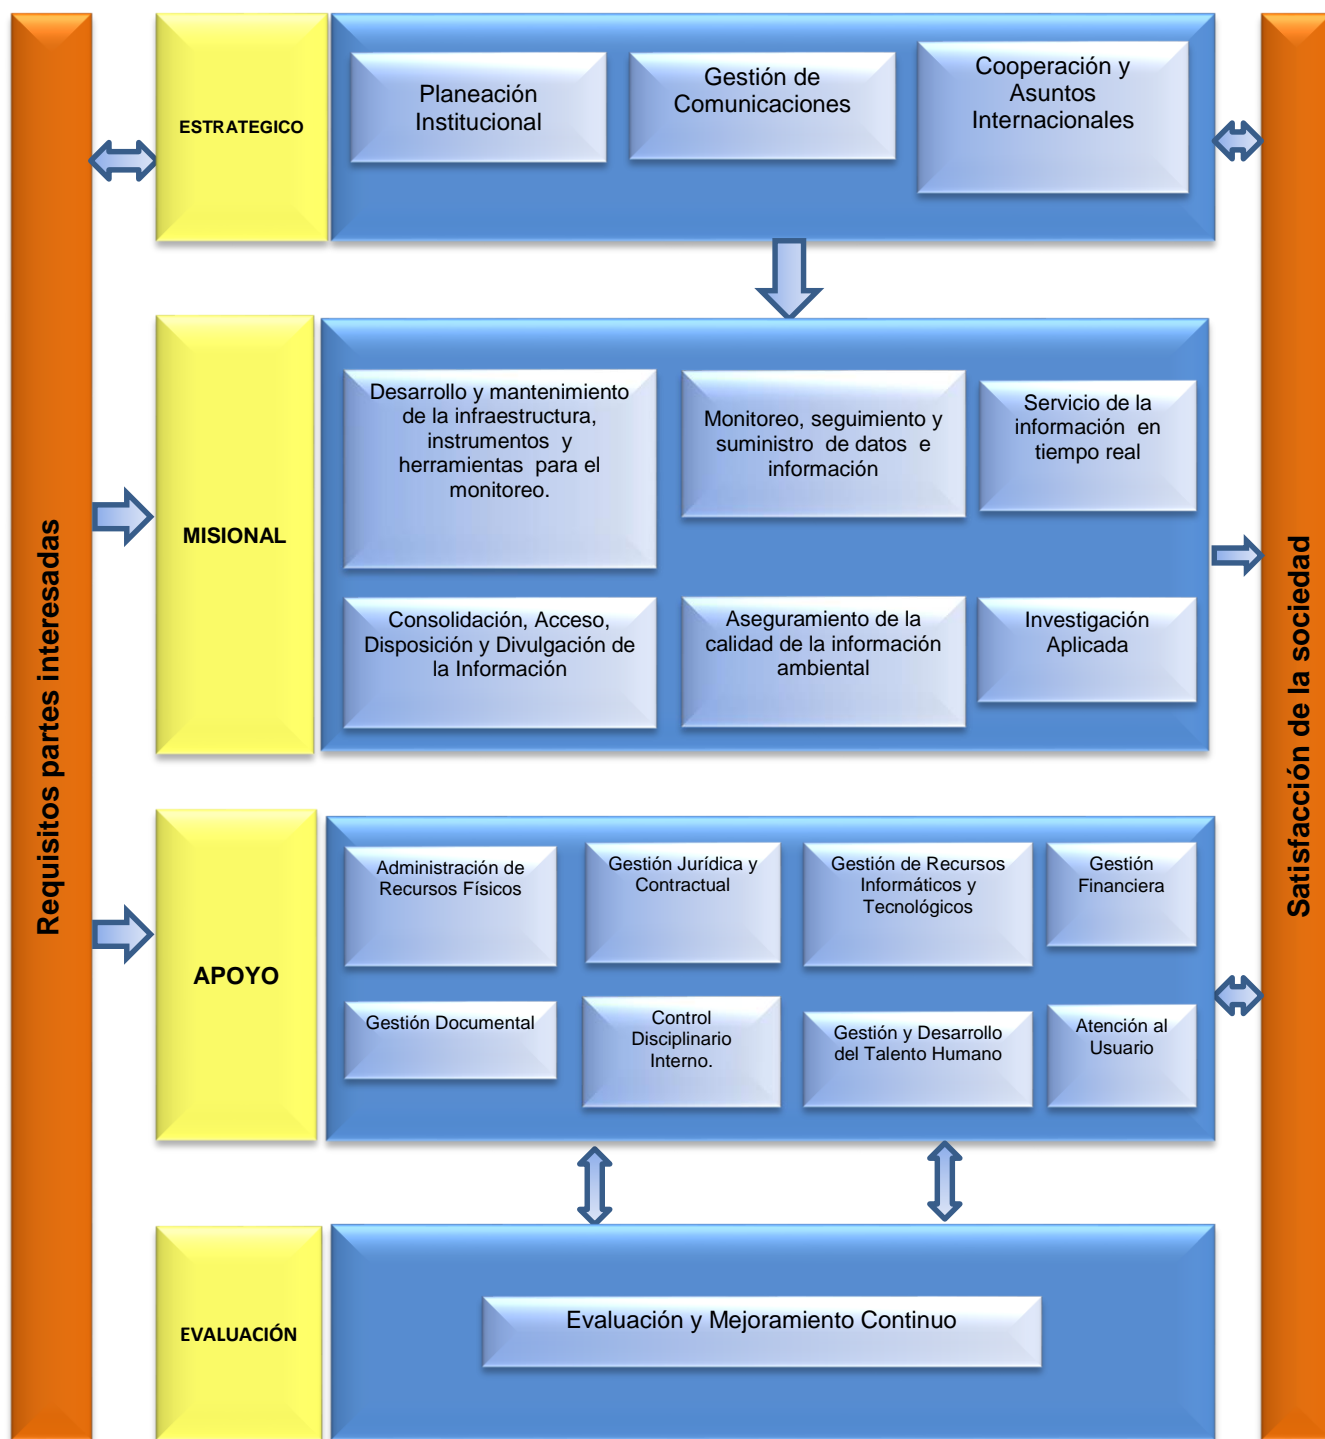 Requisitos partes interesadas
ESTRATEGICO
Planeación
Institucional
Gestión de
Comunicaciones
Cooperación y
Asuntos
Internacionales
MISIONAL
Desarrollo y mantenimiento
de la infraestructura,
instrumentos y
herramientas para el
monitoreo.
Monitoreo, seguimiento y
suministro de datos e
información
Servicio de la
información en
tiempo real
Consolidación, Acceso,
Disposición y Divulgación de
la Información
Aseguramiento de la
calidad de la información
ambiental
Investigación
Aplicada
APOYO
Administración de
Recursos Físicos
Gestión Jurídica y
Contractual
Gestión de Recursos
Informáticos y
Tecnológicos
Gestión
Financiera
Gestión Documental
Control
Disciplinario
Interno.
Gestión y Desarrollo
del Talento Humano
Atención al
Usuario
EVALUACIÓN
Evaluación y Mejoramiento Continuo
Satisfacción de la sociedad